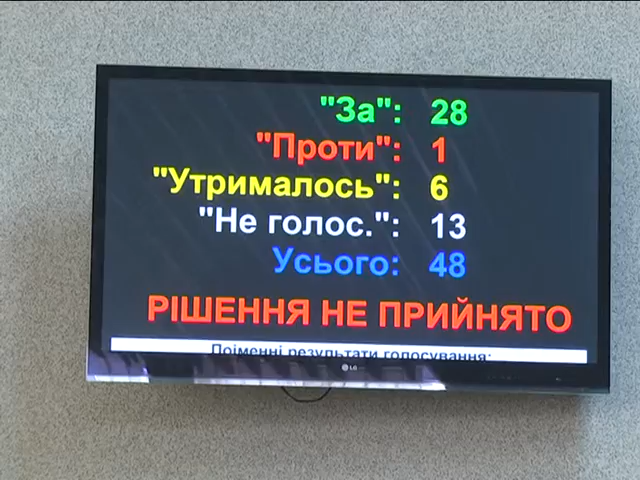 "За": 28
"Проти": 1
"Утрималось": 6
"Не голос.": 13
Усього: 48
РІШЕННЯ НЕ ПРИЙНЯТО
Поіменні результати голосування:
LG